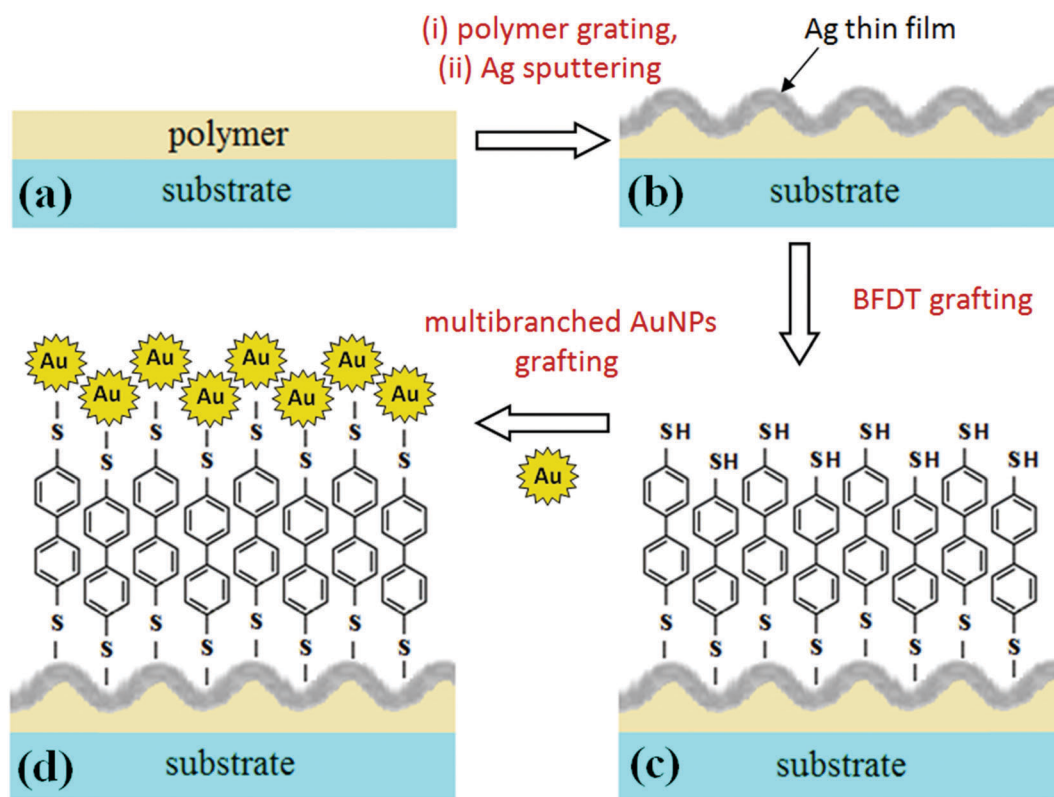 (i) polymer grating,
(ii) Ag sputtering
Ag thin film
polymer
substrate
(a)
substrate
(b)
BFDT grafting
multibranched AuNPs
grafting
Au
Au Au Au Au
Au Au Au Au
S S S S
S S S S
S S S S
S S S S
substrate
(d)
SH SH SH SH
SH SH SH SH
S S S S
S S S S
substrate
(c)